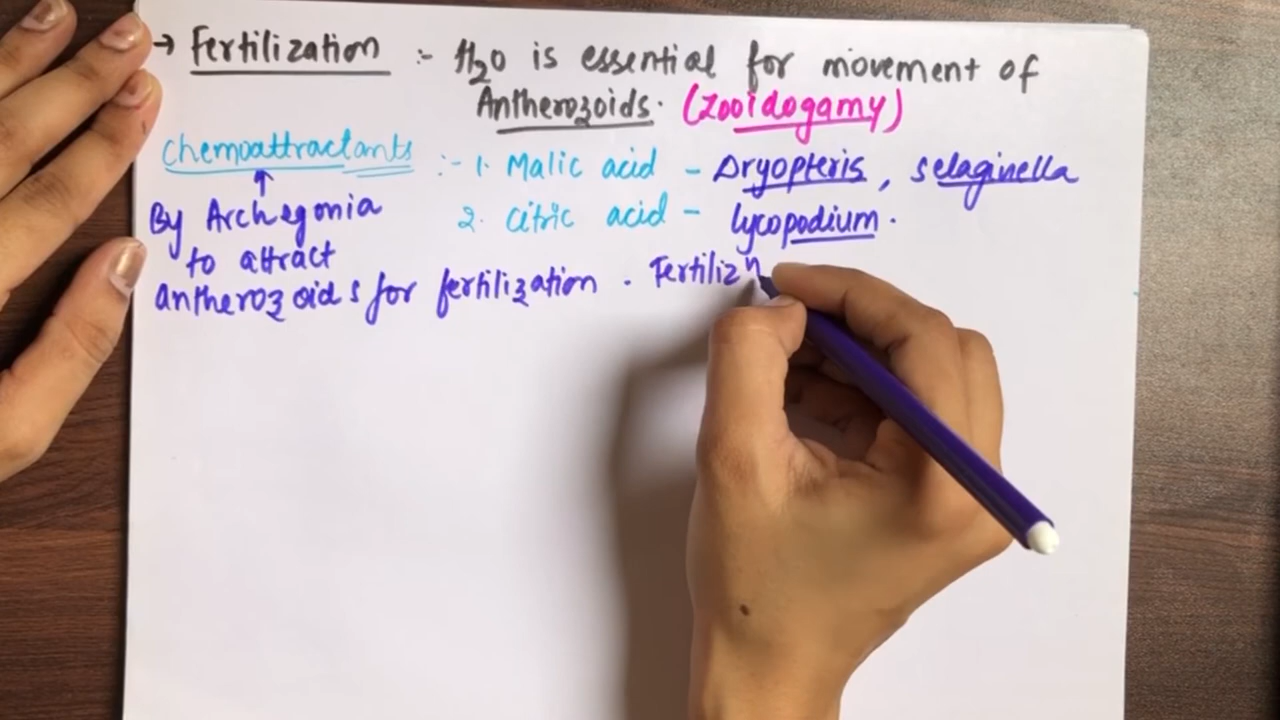 → Fertilization :- H₂O is essential for movement of
Antherozoids. (Zooidogamy)
Chemoattractants :- 1. Malic acid - Dryopteris, Selaginella
By Archegonia 2. Citric acid - Lycopodium.
to attract
antherozoids for fertilization. Fertilizⁿ